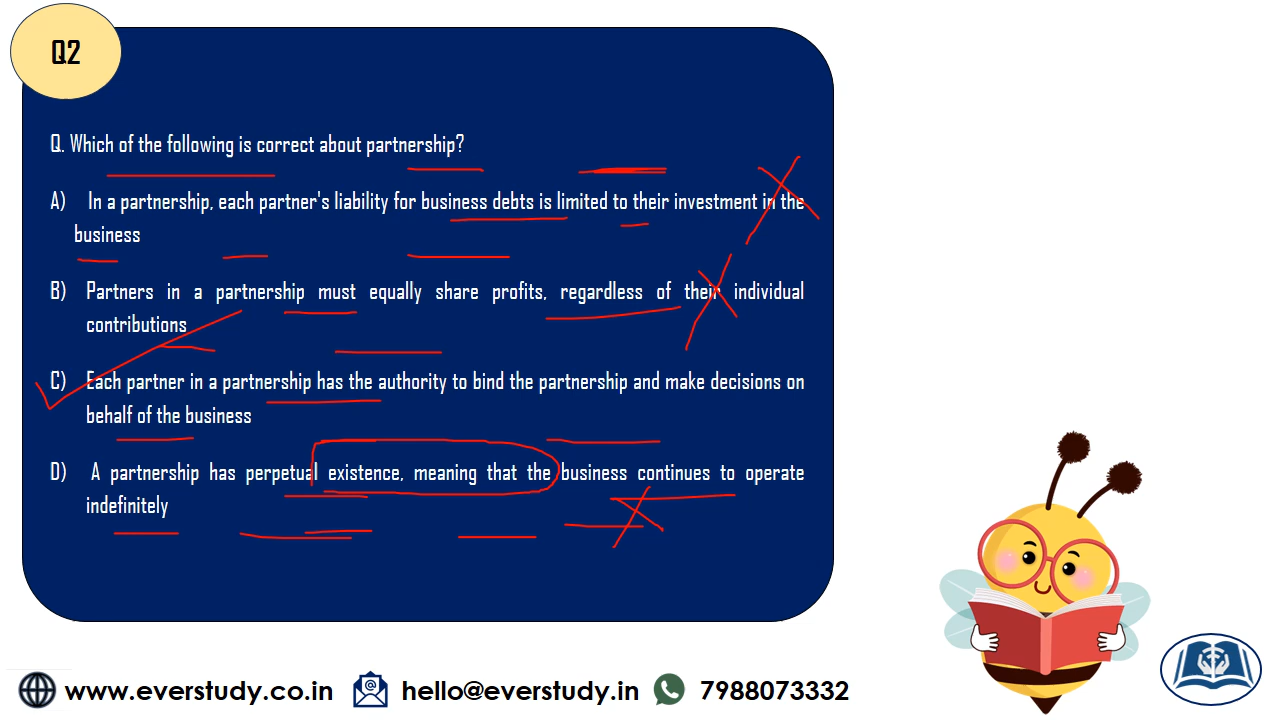 Q2
Q. Which of the following is correct about partnership?
A) In a partnership, each partner's liability for business debts is limited to their investment in the
business
B) Partners in a partnership must equally share profits, regardless of their individual
contributions
C) Each partner in a partnership has the authority to bind the partnership and make decisions on
behalf of the business
D) A partnership has perpetual existence, meaning that the business continues to operate
indefinitely
www.everstudy.co.in hello@everstudy.in 7988073332